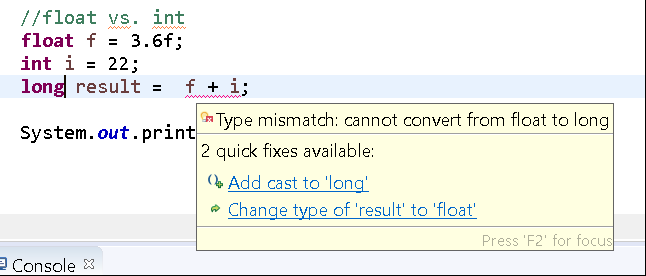 //float vs. int
float f = 3.6f;
int i = 22;
long result =  f + i;
System.out.print
Type mismatch: cannot convert from float to long
2 quick fixes available:
Add cast to 'long'
Change type of 'result' to 'float'
Press 'F2' for focus
Console